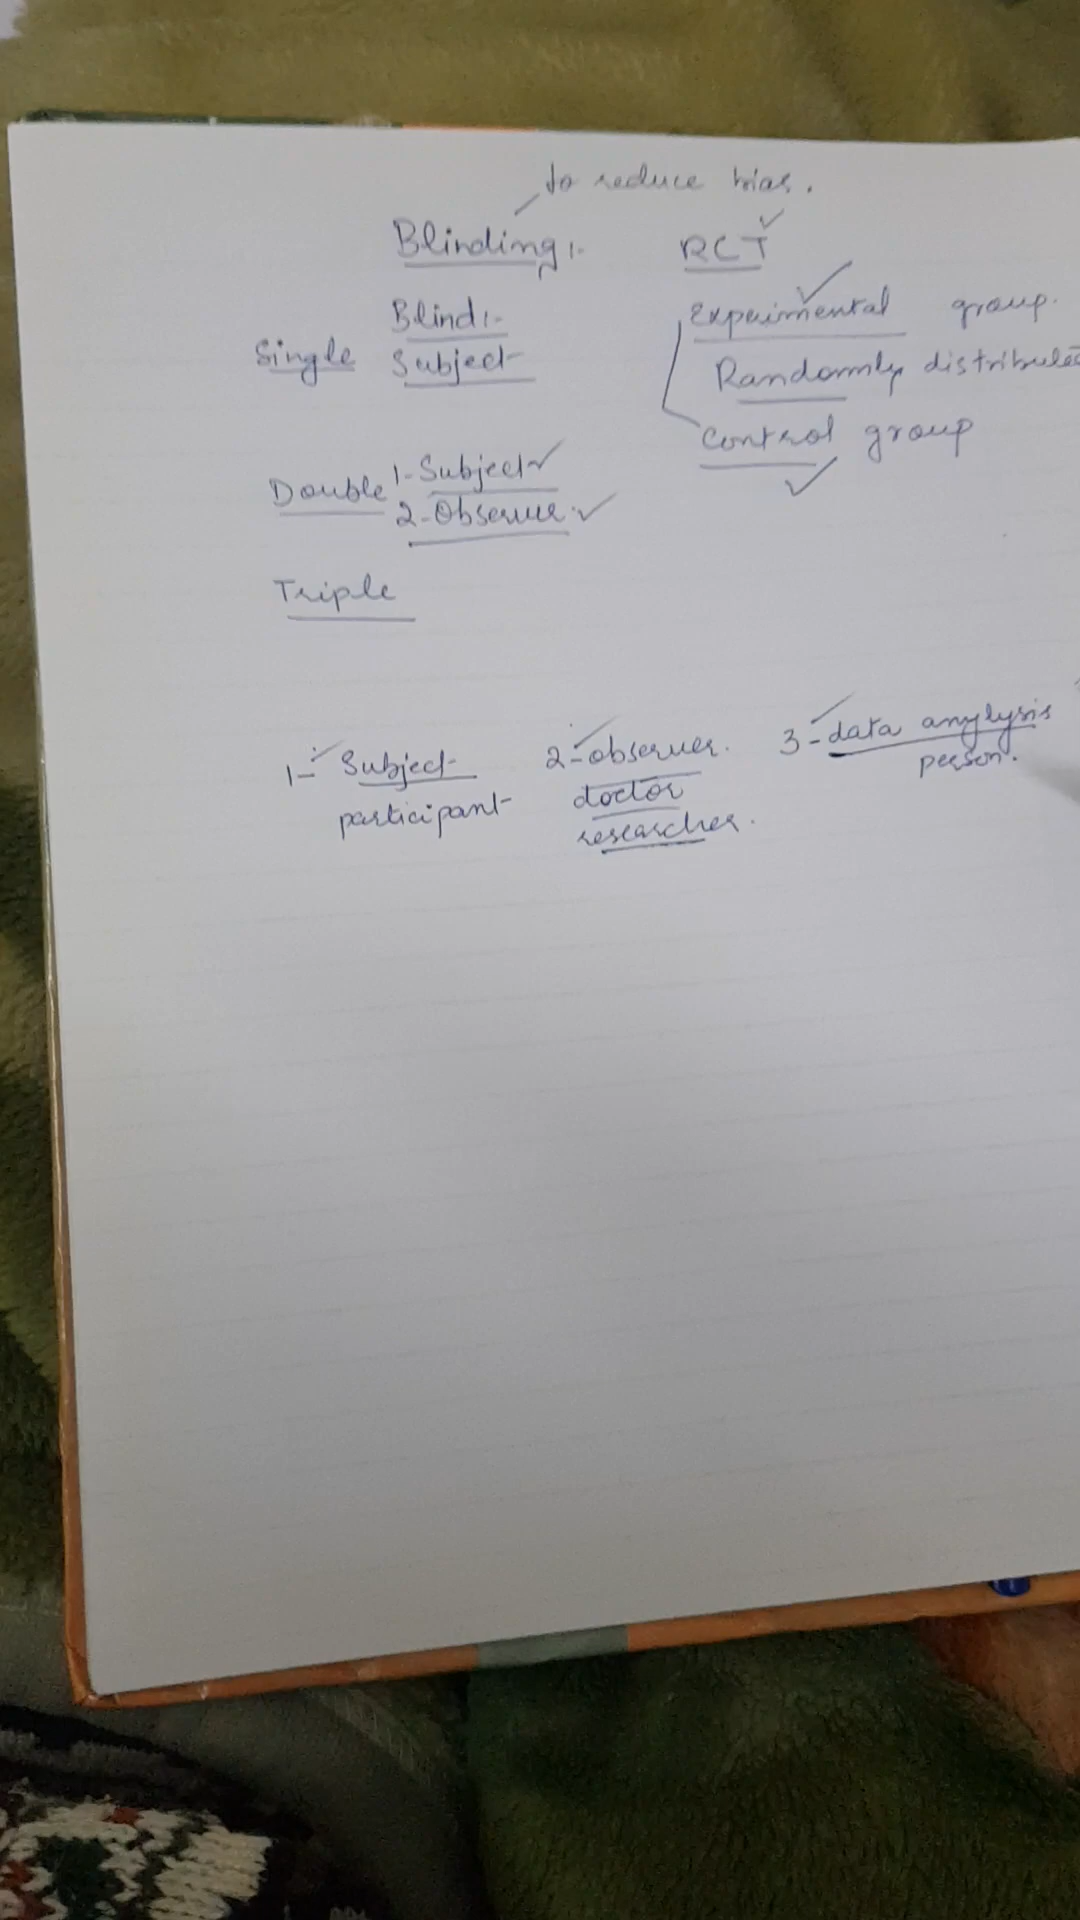 to reduce bias.
Blinding:-
RCT
Blind:-
Single Subject
Experimental group.
Randomly distributed
Control group
Double 1-Subject
2-Observer.
Triple
1- Subject
participant
2-observer.
doctor
researcher.
3-data anylysis
person.